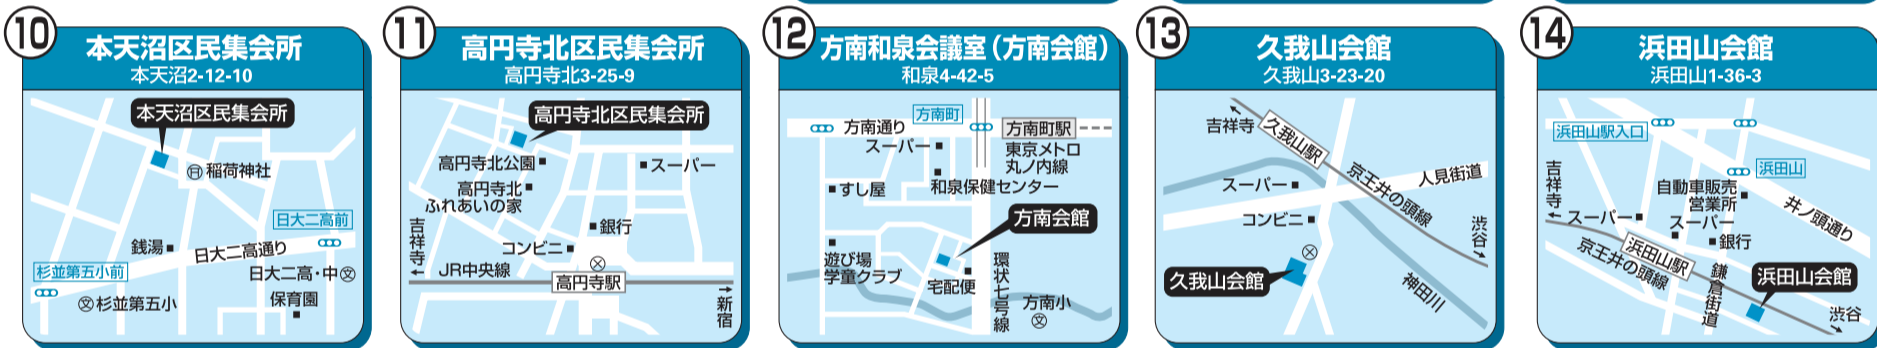 ⑩
本天沼区民集会所
本天沼2-12-10
本天沼区民集会所
稲荷神社
日大二高前
銭湯
日大二高通り
杉並第五小前
日大二高・中
文
文
杉並第五小
保育園
⑪
高円寺北区民集会所
高円寺北3-25-9
高円寺北区民集会所
高円寺北公園
スーパー
高円寺北
ふれあいの家
吉祥寺
銀行
コンビニ
JR中央線
高円寺駅
新宿
⑫
方南和泉会議室(方南会館)
和泉4-42-5
方南町
方南通り
方南町駅
スーパー
東京メトロ
丸ノ内線
すし屋
和泉保健センター
方南会館
遊び場
学童クラブ
宅配便
環状七号線
方南小
文
⑬
久我山会館
久我山3-23-20
吉祥寺
久我山駅
京王井の頭線
人見街道
スーパー
コンビニ
渋谷
久我山会館
神田川
⑭
浜田山会館
浜田山1-36-3
浜田山駅入口
浜田山
吉祥寺
自動車販売
営業所
スーパー
スーパー
井ノ頭通り
銀行
浜田山駅
京王井の頭線
鎌倉街道
浜田山会館
渋谷